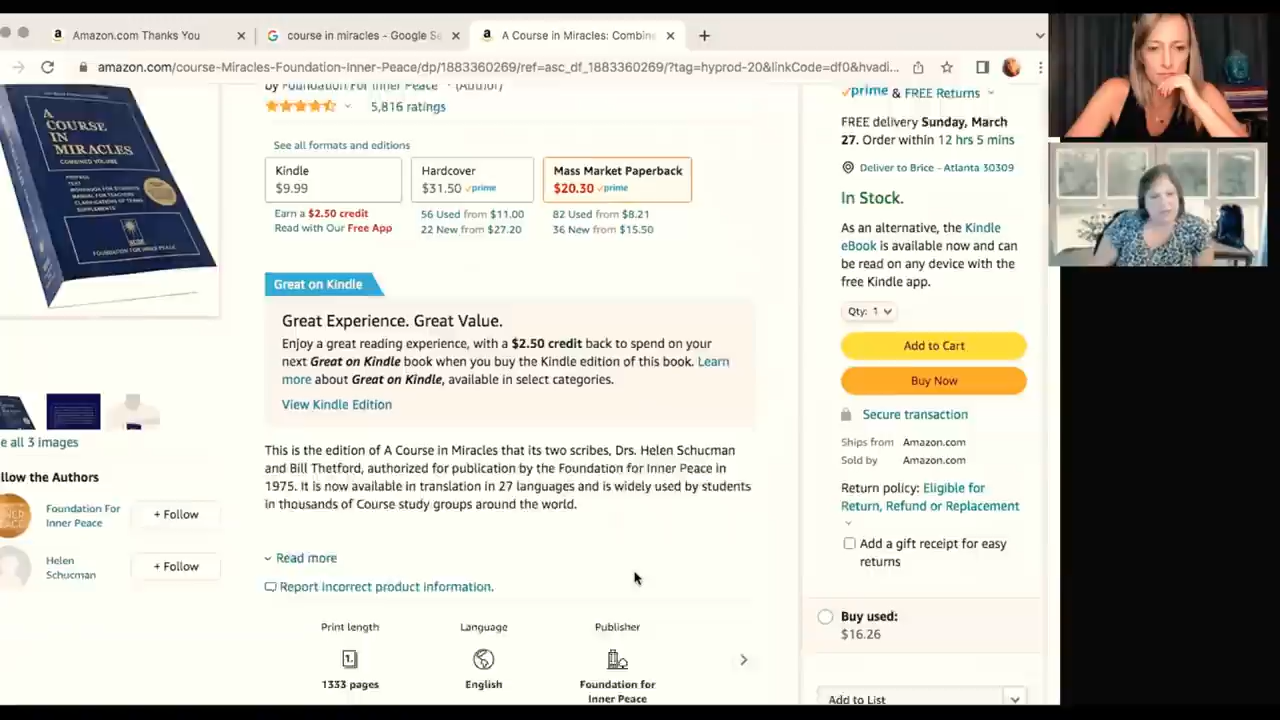 Amazon.com Thank You
course in miracles - Google Se
A Course in Miracles: Combine
amazon.com/course-Miracles-Foundation-Inner-Peace/dp/1883360269/ref=asc_df_1883360269/?tag=hyprod-20&linkCode=df0&hvadi...
A
COURSE
IN
MIRACLES
COMBINED VOLUME
PREFACE
TEXT
WORKBOOK FOR STUDENTS
MANUAL FOR TEACHERS
CLARIFICATION OF TERMS
SUPPLEMENTS
FOUNDATION FOR INNER PEACE
e all 3 images
llow the Authors
Foundation For
Inner Peace
+ Follow
Helen
Schucman
+ Follow
by Foundation For Inner Peace (Author)
5,816 ratings
See all formats and editions
Kindle
$9.99
Hardcover
$31.50 prime
Mass Market Paperback
$20.30 prime
Earn a $2.50 credit
Read with Our Free App
56 Used from $11.00
22 New from $27.20
82 Used from $8.21
36 New from $15.50
Great on Kindle
Great Experience. Great Value.
Enjoy a great reading experience, with a $2.50 credit back to spend on your
next Great on Kindle book when you buy the Kindle edition of this book. Learn
more about Great on Kindle, available in select categories.
View Kindle Edition
This is the edition of A Course in Miracles that its two scribes, Drs. Helen Schucman
and Bill Thetford, authorized for publication by the Foundation for Inner Peace in
1975. It is now available in translation in 27 languages and is widely used by students
in thousands of Course study groups around the world.
Read more
Report incorrect product information.
Print length
1333 pages
Language
English
Publisher
Foundation for
Inner Peace
prime & FREE Returns
FREE delivery Sunday, March
27. Order within 12 hrs 5 mins
Deliver to Brice - Atlanta 30309
In Stock.
As an alternative, the Kindle
eBook is available now and can
be read on any device with the
free Kindle app.
Qty: 1
Add to Cart
Buy Now
Secure transaction
Ships from Amazon.com
Sold by Amazon.com
Return policy: Eligible for
Return, Refund or Replacement
Add a gift receipt for easy
returns
Buy used:
$16.26
Add to List